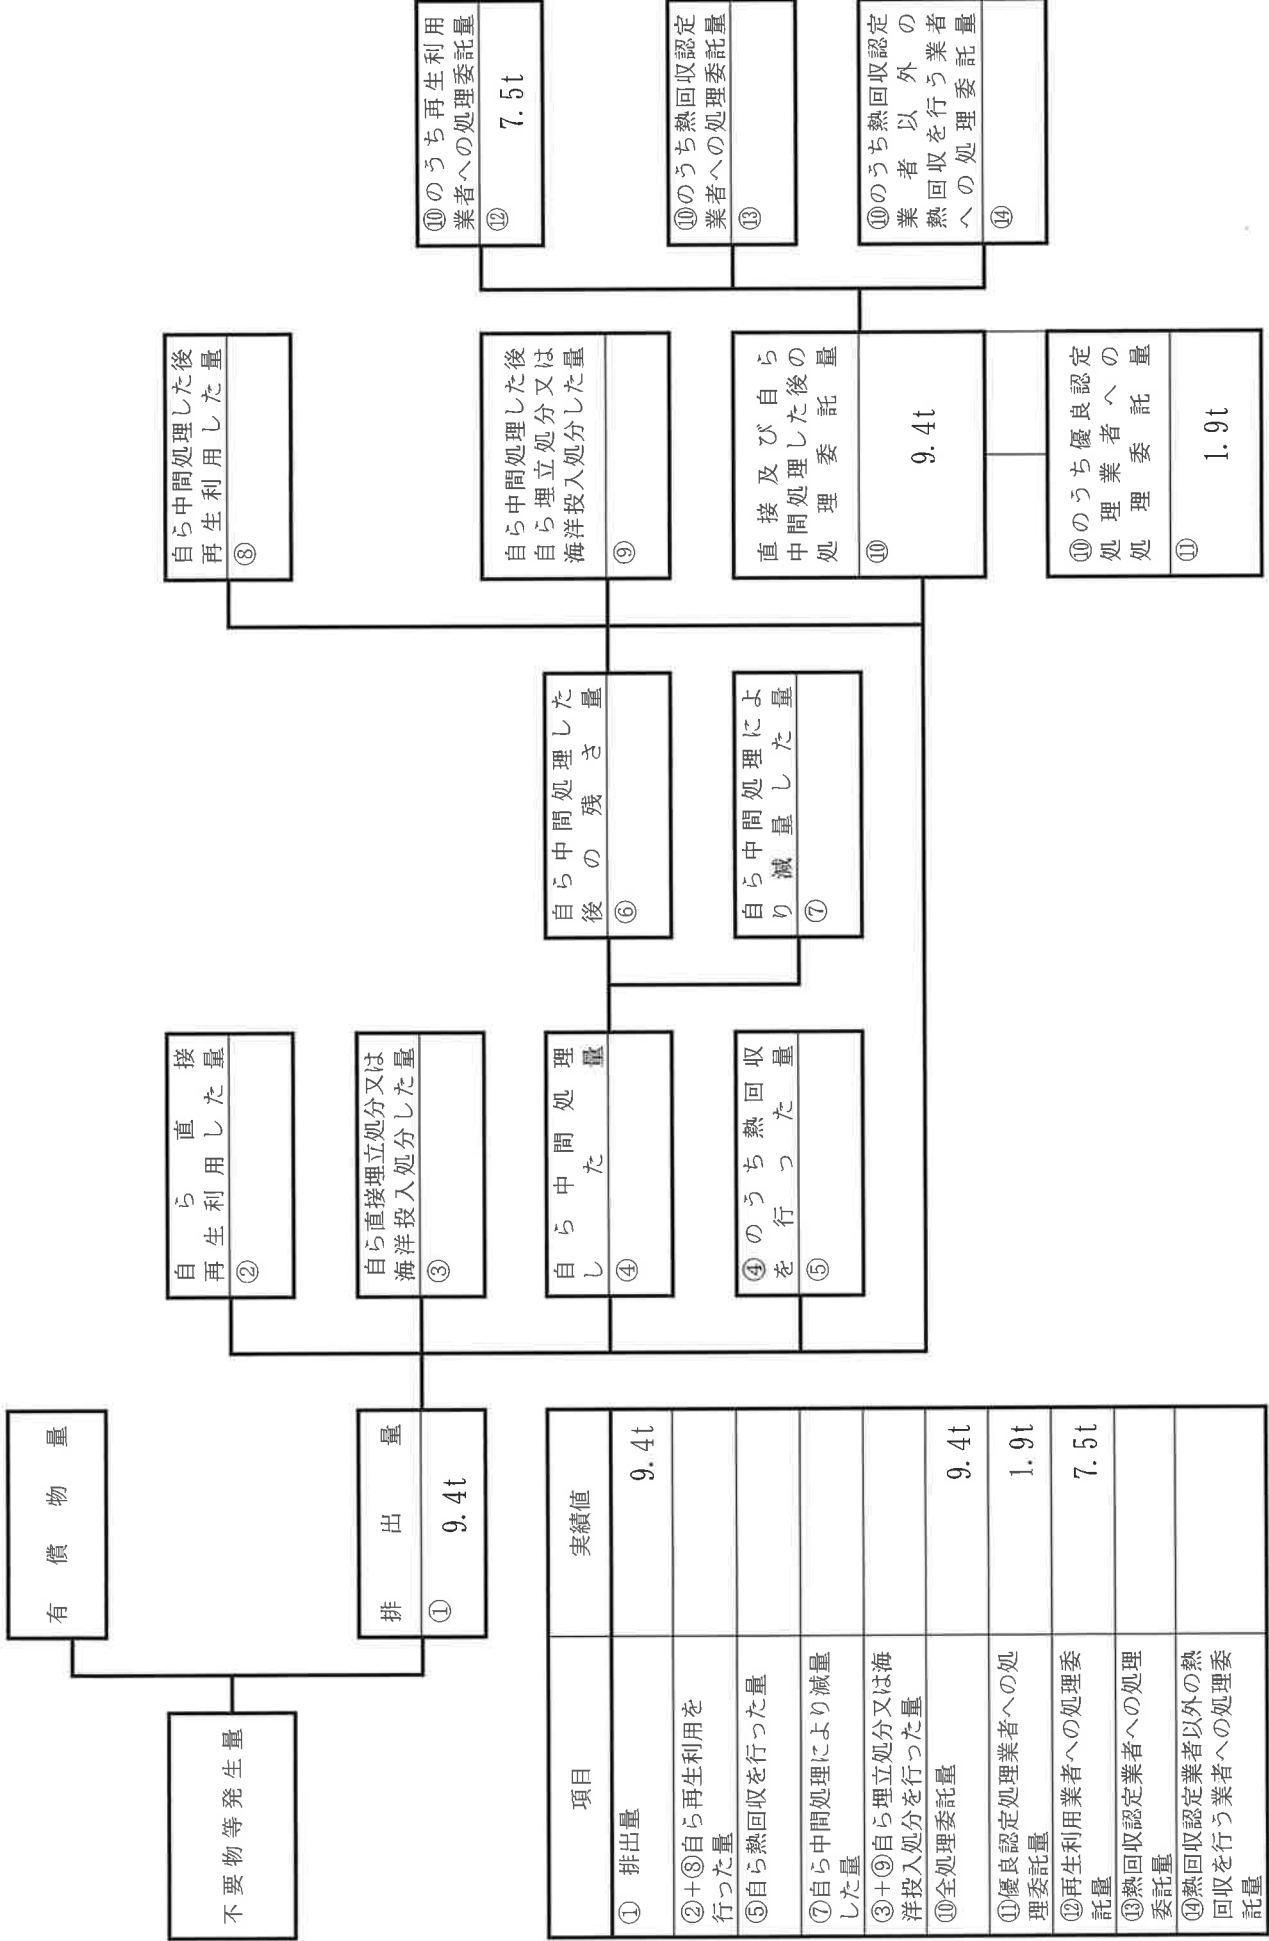 不要物等発生量
有償物量
排出量
①
9.4t
自ら直接
再生利用した量
②
自ら直接埋立処分又は
海洋投入処分した量
③
自ら中間処理
した量
④
④のうち熱回収
を行った量
⑤
自ら中間処理した
後の残さ量
⑥
自ら中間処理によ
り減量した量
⑦
自ら中間処理した後
再生利用した量
⑧
自ら中間処理した後
自ら埋立処分又は
海洋投入処分した量
⑨
直接及び自ら
中間処理した後の
処理委託量
⑩
9.4t
⑩のうち優良認定
処理業者への
処理委託量
⑪
1.9t
⑩のうち再生利用
業者への処理委託量
⑫
7.5t
⑩のうち熱回収認定
業者への処理委託量
⑬
⑩のうち熱回収認定
業者以外の
熱回収を行う業者
への処理委託量
⑭
項目 実績値
① 排出量 9.4t
②+⑧自ら再生利用を
行った量
⑤自ら熱回収を行った量
⑦自ら中間処理により減量
した量
③+⑨自ら埋立処分又は海
洋投入処分を行った量
⑩全処理委託量 9.4t
⑪優良認定処理業者への処
理委託量 1.9t
⑫再生利用業者への処理委
託量 7.5t
⑬熱回収認定業者への処理
委託量
⑭熱回収認定業者以外の熱
回収を行う業者への処理委
託量